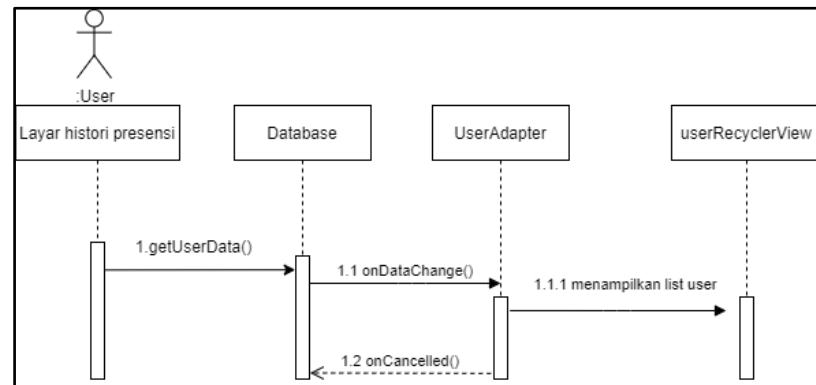 :User
Layar histori presensi
Database
UserAdapter
userRecyclerView
1.getUserData()
1.1 onDataChange()
1.1.1 menampilkan list user
1.2 onCancelled()